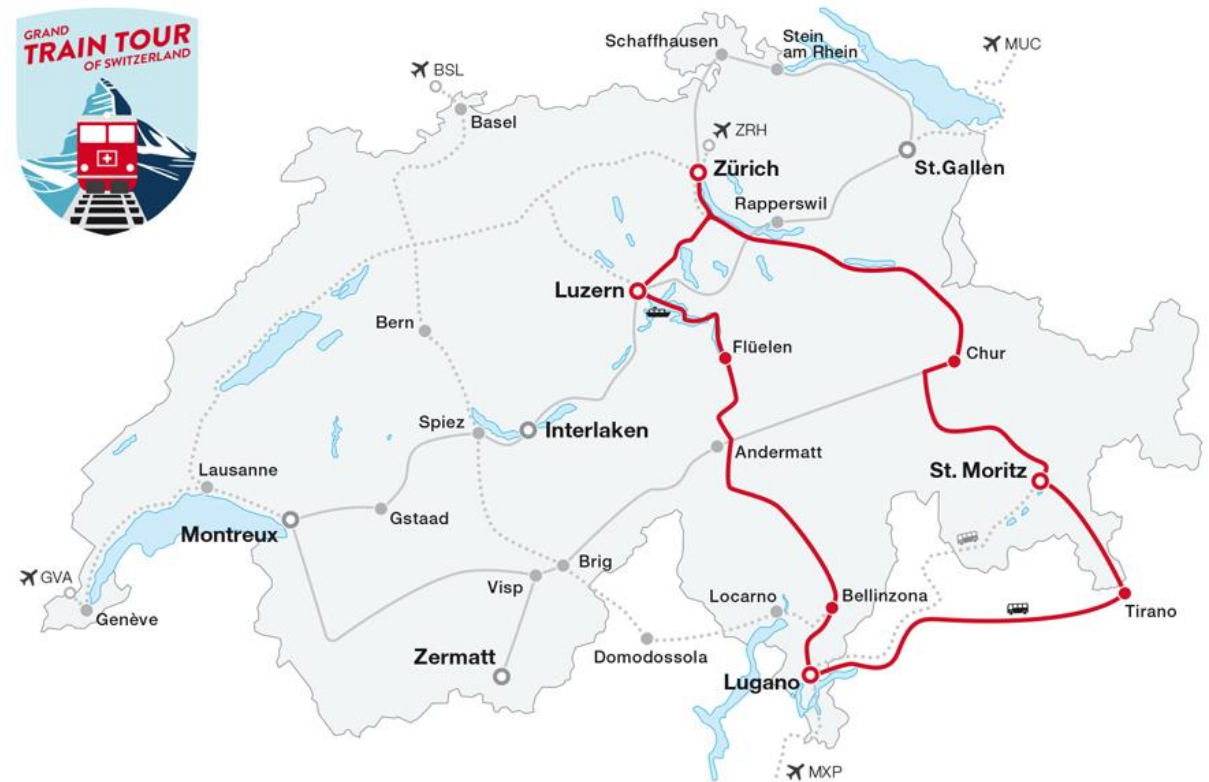 GRAND
TRAIN TOUR
OF SWITZERLAND
Schaffhausen
Stein
am Rhein
MUC
BSL
Basel
ZRH
Zürich
St.Gallen
Rapperswil
Luzern
Bern
Flüelen
Chur
Spiez
Interlaken
Andermatt
Lausanne
St. Moritz
Gstaad
Montreux
Brig
GVA
Visp
Locarno
Bellinzona
Genève
Tirano
Zermatt
Domodossola
Lugano
MXP